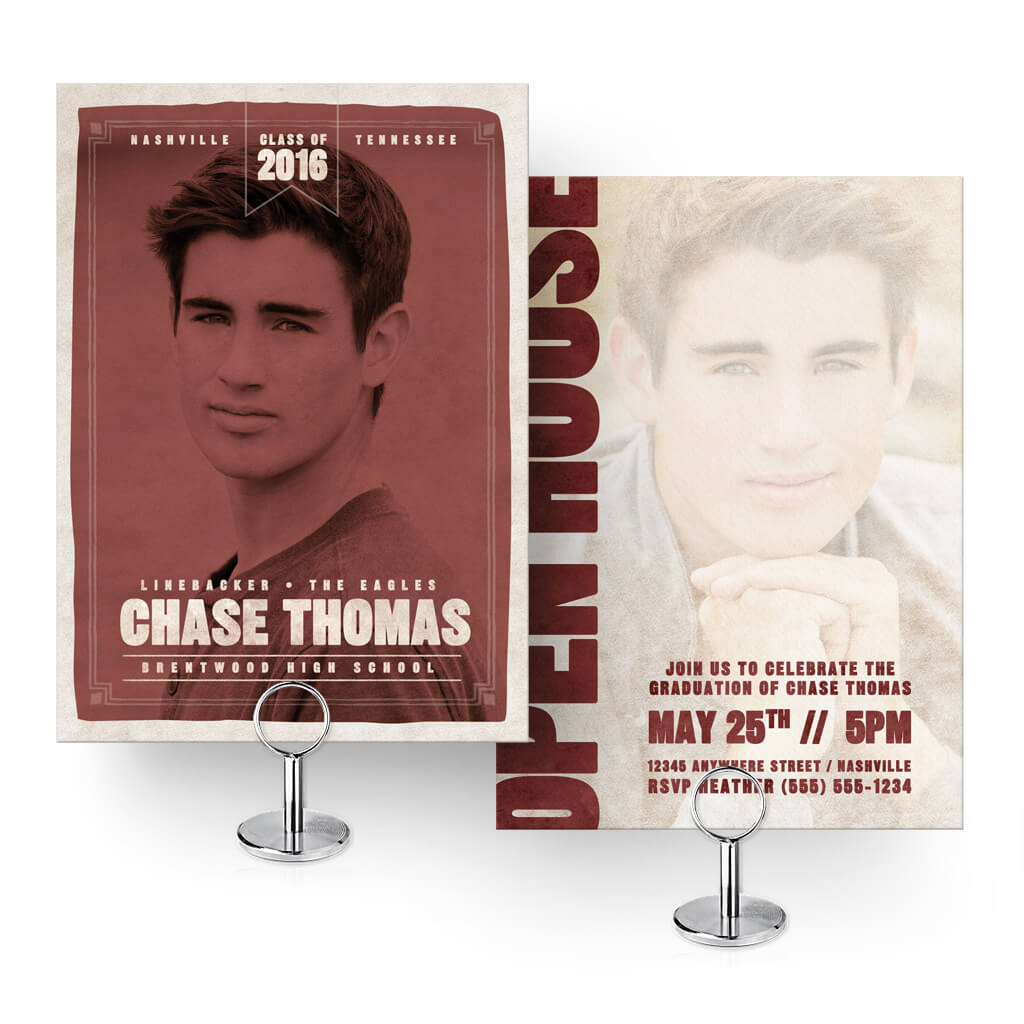 NASHVILLE
CLASS OF
2016
TENNESSEE
LINEBACKER • THE EAGLES
CHASE THOMAS
BRENTWOOD HIGH SCHOOL
OPEN HOUSE
JOIN US TO CELEBRATE THE
GRADUATION OF CHASE THOMAS
MAY 25TH // 5PM
12345 ANYWHERE STREET / NASHVILLE
RSVP HEATHER (555) 555-1234